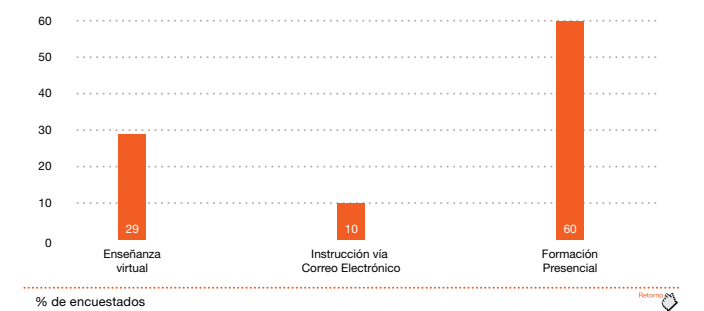 60
50
40
30
20
10
0
29
10
60
Enseñanza
virtual
Instrucción vía
Correo Electrónico
Formación
Presencial
% de encuestados
Retorno